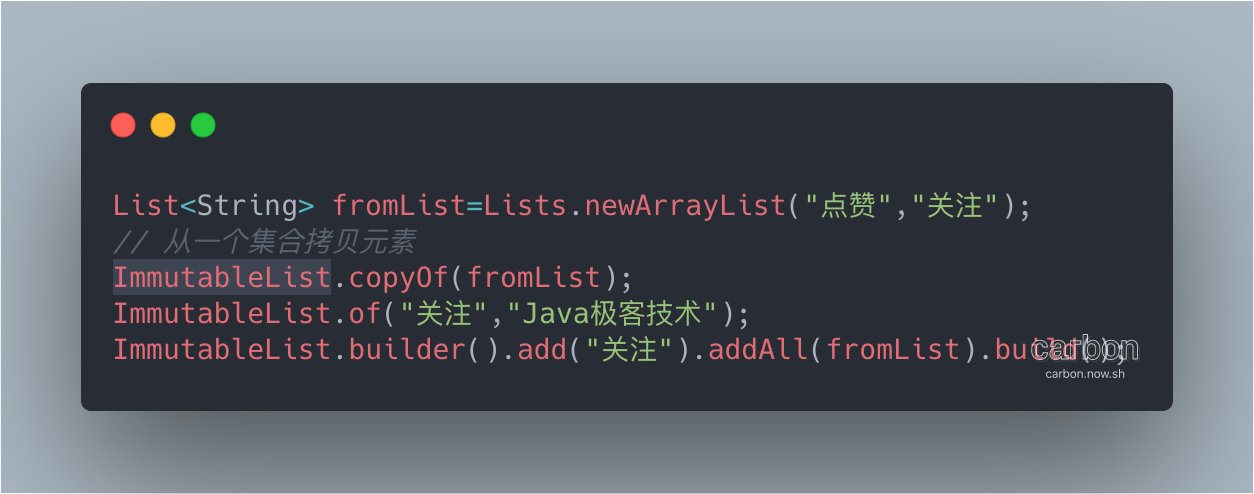 List<String> fromList=Lists.newArrayList("点赞","关注");
// 从一个集合拷贝元素
ImmutableList.copyOf(fromList);
ImmutableList.of("关注","Java极客技术");
ImmutableList.builder().add("关注").addAll(fromList).build();
carbon
carbon.now.sh